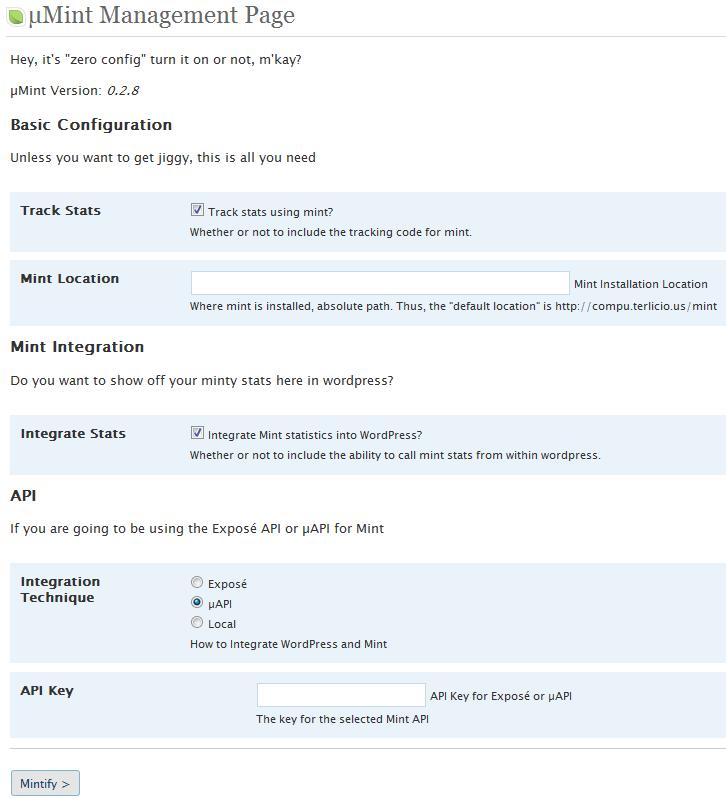 µMint Management Page
Hey, it's "zero config" turn it on or not, m'kay?
µMint Version: 0.2.8
Basic Configuration
Unless you want to get jiggy, this is all you need
Track Stats
Track stats using mint?
Whether or not to include the tracking code for mint.
Mint Location
Mint Installation Location
Where mint is installed, absolute path. Thus, the "default location" is http://compu.terlicio.us/mint
Mint Integration
Do you want to show off your minty stats here in wordpress?
Integrate Stats
Integrate Mint statistics into WordPress?
Whether or not to include the ability to call mint stats from within wordpress.
API
If you are going to be using the Exposé API or µAPI for Mint
Integration
Technique
Exposé
µAPI
Local
How to Integrate WordPress and Mint
API Key
API Key for Exposé or µAPI
The key for the selected Mint API
Mintify >